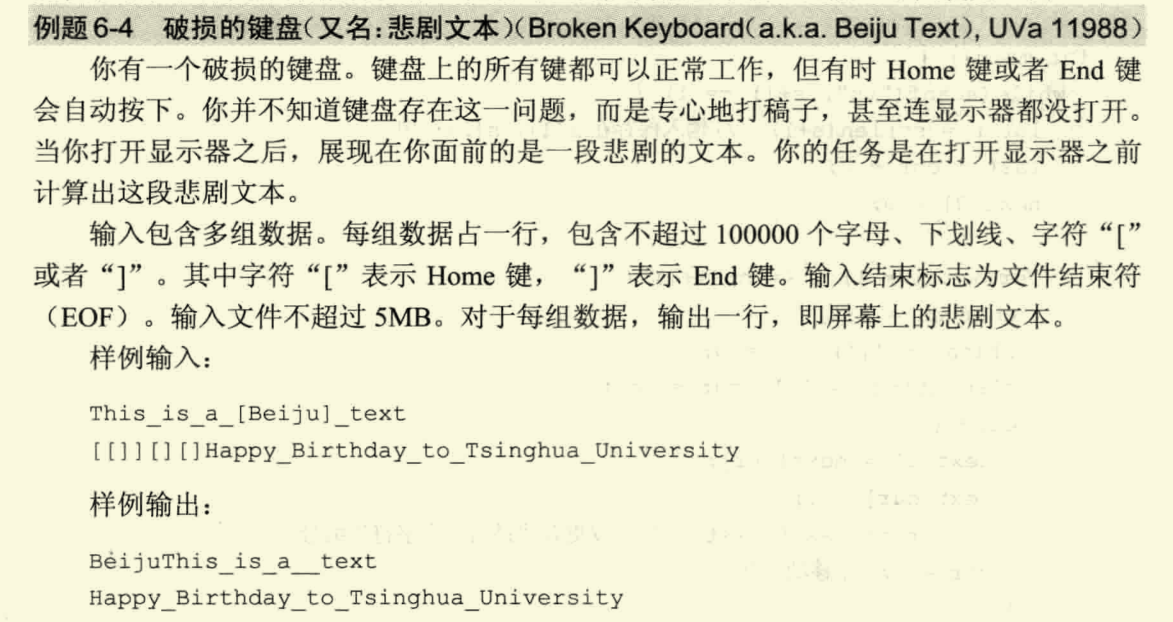 例题6-4 破损的键盘(又名:悲剧文本)(Broken Keyboard(a.k.a. Beiju Text), UVa 11988)
你有一个破损的键盘。键盘上的所有键都可以正常工作，但有时 Home 键或者 End 键
会自动按下。你并不知道键盘存在这一问题，而是专心地打稿子，甚至连显示器都没打开。
当你打开显示器之后，展现在你面前的是一段悲剧的文本。你的任务是在打开显示器之前
计算出这段悲剧文本。
输入包含多组数据。每组数据占一行，包含不超过 100000 个字母、下划线、字符“[”
或者“]”。其中字符“[”表示 Home 键，“]”表示 End 键。输入结束标志为文件结束符
（EOF）。输入文件不超过 5MB。对于每组数据，输出一行，即屏幕上的悲剧文本。
样例输入：
This_is_a_[Beiju]_text
[[]][][]Happy_Birthday_to_Tsinghua_University
样例输出：
BeijuThis_is_a__text
Happy_Birthday_to_Tsinghua_University